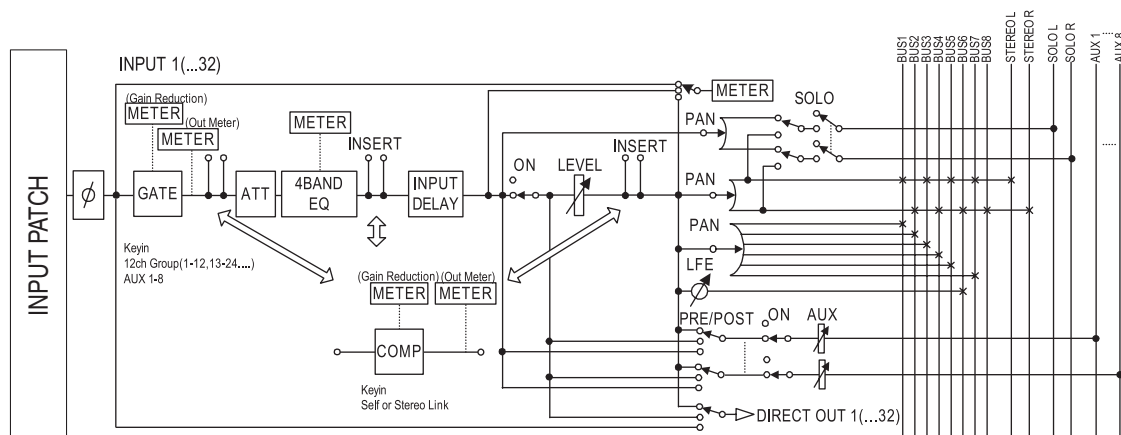 INPUT PATCH
INPUT 1(...32)
ϕ
(Gain Reduction)
METER
(Out Meter)
METER
GATE
Keyin
12ch Group(1-12,13-24....)
AUX 1-8
ATT
METER
4BAND
EQ
INSERT
INPUT
DELAY
(Gain Reduction)
(Out Meter)
METER
METER
COMP
Keyin
Self or Stereo Link
ON
LEVEL
INSERT
METER
PAN
SOLO
PAN
PAN
LFE
PRE/POST
ON
AUX
DIRECT OUT 1(...32)
BUS1
BUS2
BUS3
BUS4
BUS5
BUS6
BUS7
BUS8
STEREO L
STEREO R
SOLO L
SOLO R
AUX 1
AUX 8